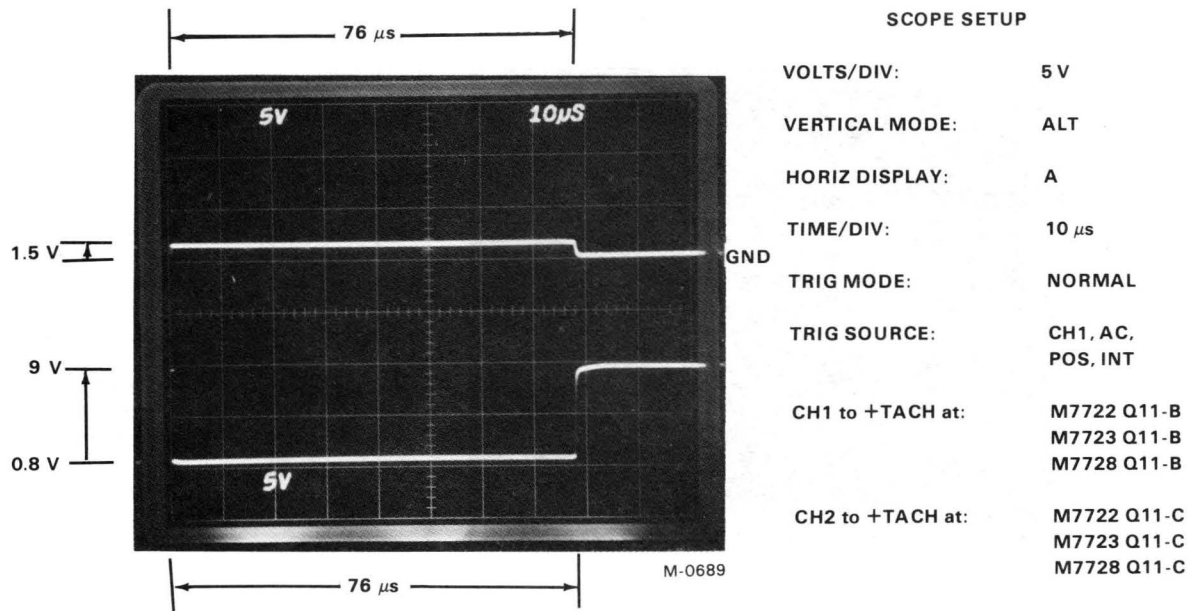 76 μs
SCOPE SETUP
VOLTS/DIV: 5 V
VERTICAL MODE: ALT
HORIZ DISPLAY: A
TIME/DIV: 10 μs
TRIG MODE: NORMAL
TRIG SOURCE: CH1, AC,
POS, INT
CH1 to +TACH at: M7722 Q11-B
M7723 Q11-B
M7728 Q11-B
CH2 to +TACH at: M7722 Q11-C
M7723 Q11-C
M7728 Q11-C
5V 10μS
1.5 V
GND
9 V
0.8 V
5V
M-0689
76 μs